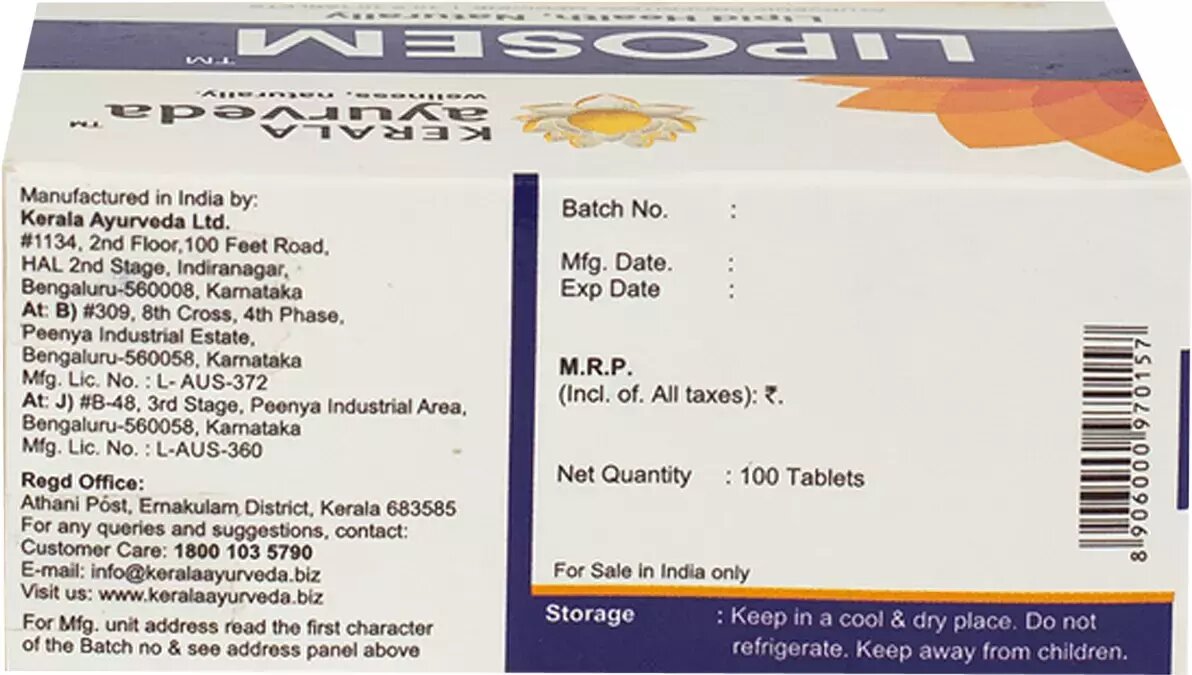 AYURVEDIC PROPRIETARY MEDICINE
Lipid Health, Naturally
LIPOSEM™
KERALA
ayurveda™
wellness, naturally.
Manufactured in India by:
Kerala Ayurveda Ltd.
#1134, 2nd Floor,100 Feet Road,
HAL 2nd Stage, Indiranagar,
Bengaluru-560008, Karnataka
At: B) #309, 8th Cross, 4th Phase,
Peenya Industrial Estate,
Bengaluru-560058, Karnataka
Mfg. Lic. No. : L- AUS-372
At: J) #B-48, 3rd Stage, Peenya Industrial Area,
Bengaluru-560058, Karnataka
Mfg. Lic. No. : L-AUS-360
Regd Office:
Athani Post, Ernakulam District, Kerala 683585
For any queries and suggestions, contact:
Customer Care: 1800 103 5790
E-mail: info@keralaayurveda.biz
Visit us: www.keralaayurveda.biz
For Mfg. unit address read the first character
of the Batch no & see address panel above
Batch No. :
Mfg. Date. :
Exp Date :
M.R.P.
(Incl. of. All taxes): ₹.
Net Quantity : 100 Tablets
For Sale in India only
Storage : Keep in a cool & dry place. Do not
refrigerate. Keep away from children.
8906000970157